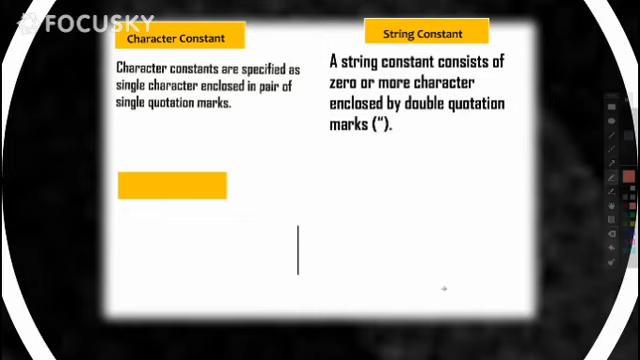 FOCUSKY
Character Constant
Character constants are specified as
single character enclosed in pair of
single quotation marks.
String Constant
A string constant consists of
zero or more character
enclosed by double quotation
marks (“).